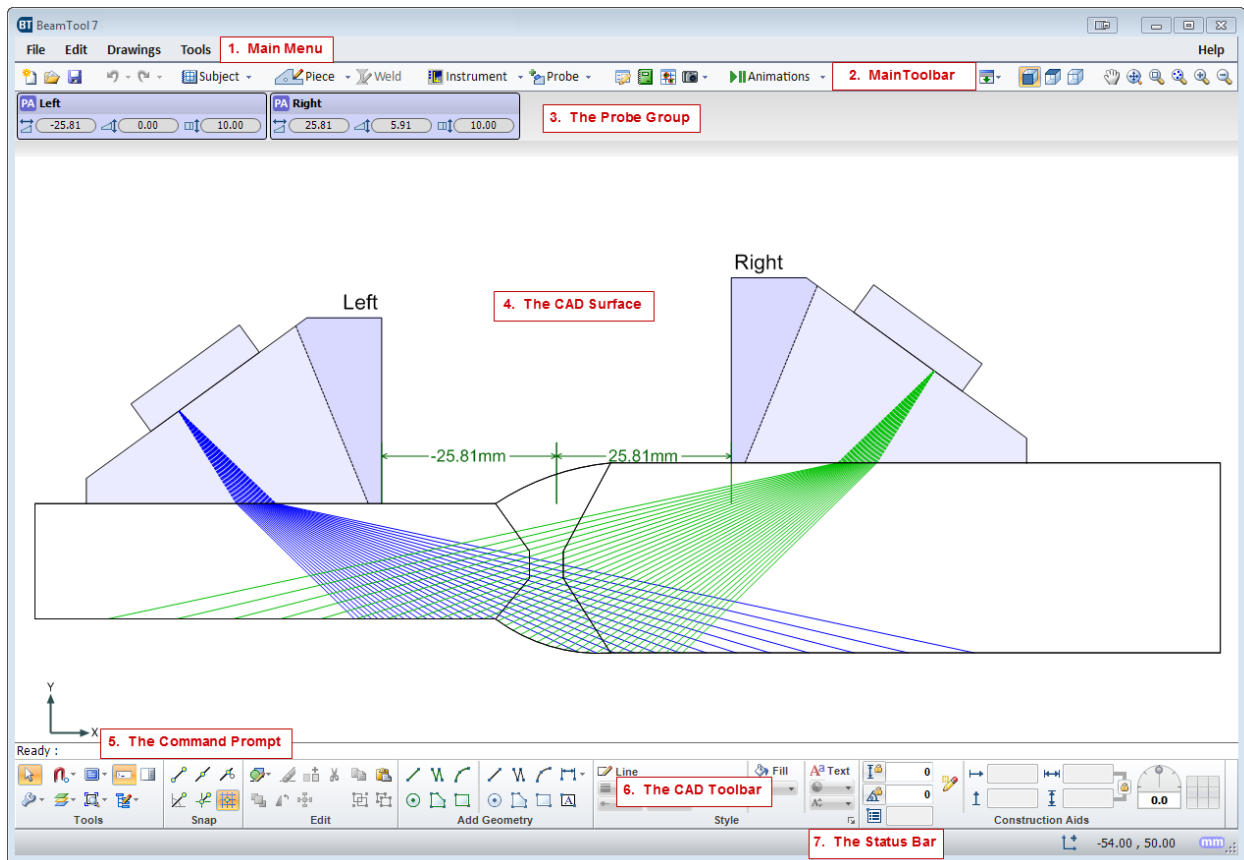 BT BeamTool 7
File Edit Drawings Tools 1. Main Menu Help
Subject Piece Weld Instrument Probe Animations 2. MainToolbar
PA Left PA Right
-25.81 0.00 10.00 25.81 5.91 10.00 3. The Probe Group
Right
Left 4. The CAD Surface
-25.81mm 25.81mm
Y
X
5. The Command Prompt
Ready :
Line Fill Aa Text 0
6. The CAD Toolbar 0 0.0
A
Tools Snap Edit Add Geometry Style Construction Aids
7. The Status Bar -54.00 , 50.00 mm